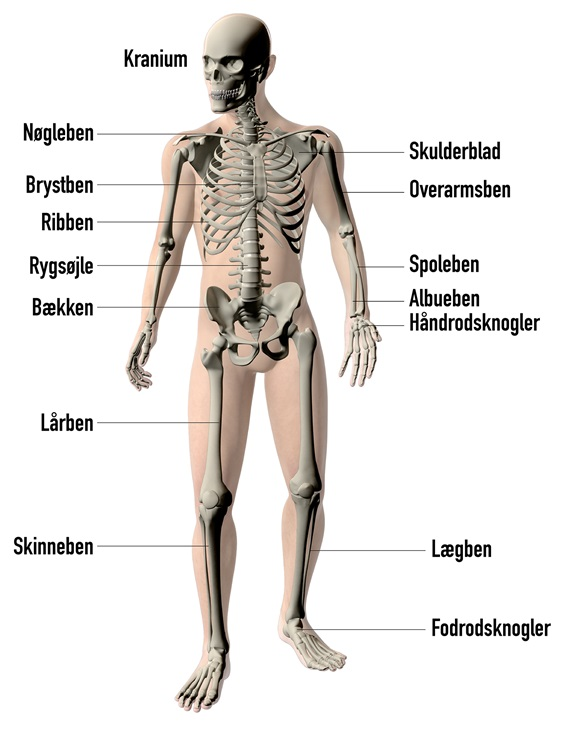 Kranium
Nøgleben
Brystben
Ribben
Rygsøjle
Bækken
Lårben
Skinneben
Skulderblad
Overarmsben
Spoleben
Albueben
Håndrodsknogler
Lægben
Fodrodsknogler